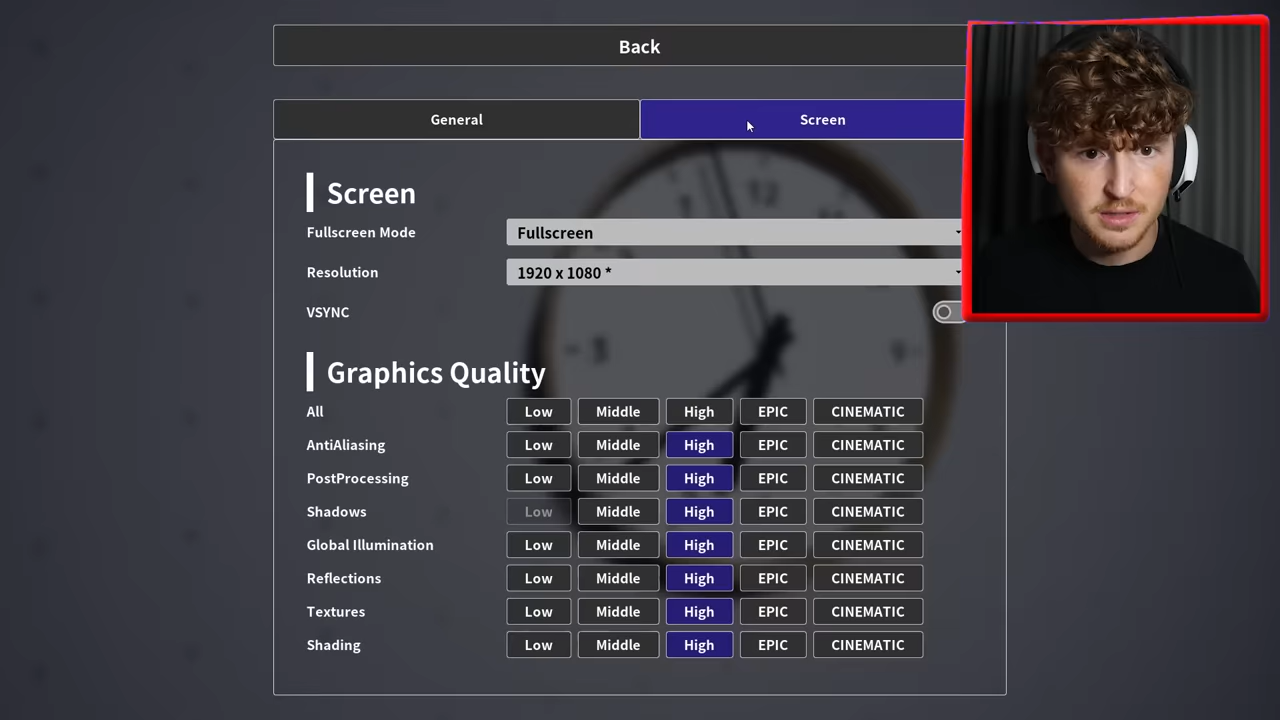 Back
General
Screen
Screen
Fullscreen Mode
Fullscreen
Resolution
1920 x 1080 *
VSYNC
Graphics Quality
All Low Middle High EPIC CINEMATIC
AntiAliasing Low Middle High EPIC CINEMATIC
PostProcessing Low Middle High EPIC CINEMATIC
Shadows Low Middle High EPIC CINEMATIC
Global Illumination Low Middle High EPIC CINEMATIC
Reflections Low Middle High EPIC CINEMATIC
Textures Low Middle High EPIC CINEMATIC
Shading Low Middle High EPIC CINEMATIC
12